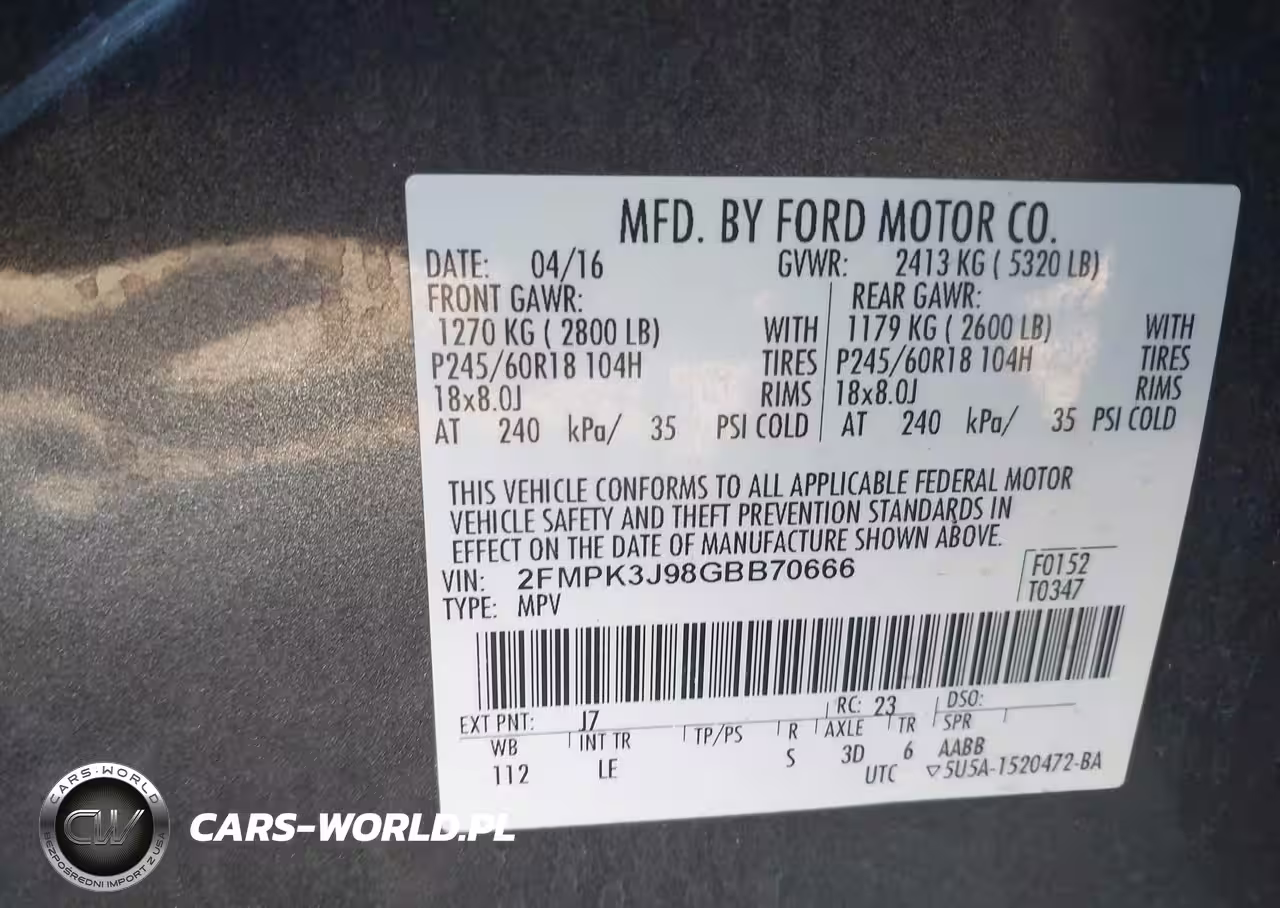 MFD. BY FORD MOTOR CO.
DATE: 04/16 GVWR: 2413 KG ( 5320 LB)
FRONT GAWR: REAR GAWR:
1270 KG ( 2800 LB) WITH 1179 KG ( 2600 LB) WITH
P245/60R18 104H TIRES P245/60R18 104H TIRES
18x8.0J RIMS 18x8.0J RIMS
AT 240 kPa/ 35 PSI COLD AT 240 kPa/ 35 PSI COLD
THIS VEHICLE CONFORMS TO ALL APPLICABLE FEDERAL MOTOR
VEHICLE SAFETY AND THEFT PREVENTION STANDARDS IN
EFFECT ON THE DATE OF MANUFACTURE SHOWN ABOVE.
VIN: 2FMPK3J98GBB70666 F0152
TYPE: MPV T0347
EXT PNT: J7 RC: 23 DSO:
WB INT TR TP/PS R AXLE TR SPR
112 LE S 3D 6 AABB
UTC ▽5U5A-1520472-BA
CARS-WORLD
CW
BEZPOŚREDNI IMPORT Z USA
CARS-WORLD.PL